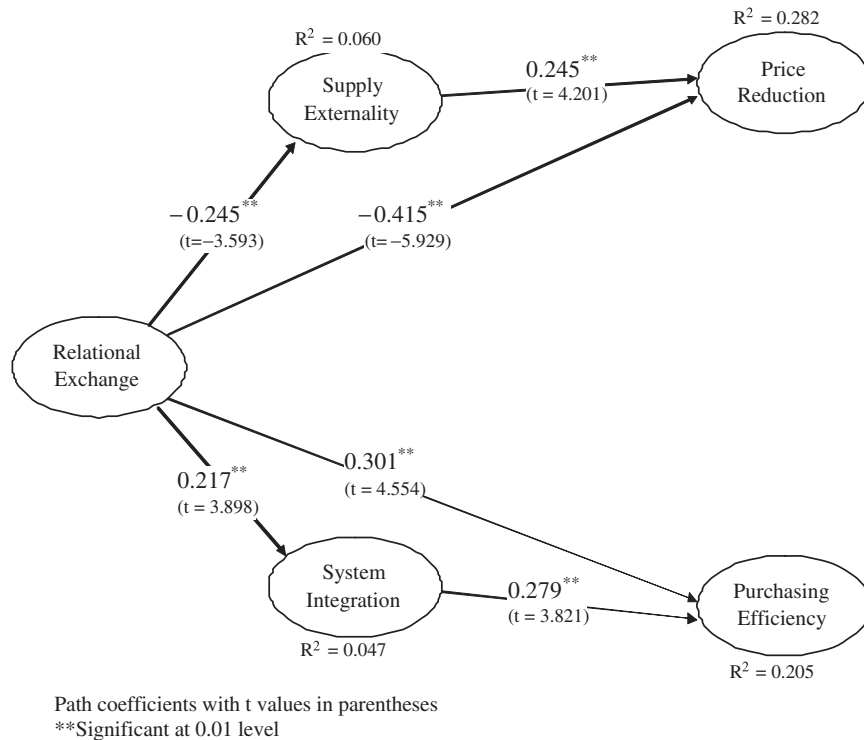 R² = 0.060
Supply
Externality
0.245**
(t = 4.201)
R² = 0.282
Price
Reduction
−0.245**
(t=−3.593)
−0.415**
(t=−5.929)
Relational
Exchange
0.217**
(t = 3.898)
0.301**
(t = 4.554)
System
Integration
R² = 0.047
0.279**
(t = 3.821)
Purchasing
Efficiency
R² = 0.205
Path coefficients with t values in parentheses
**Significant at 0.01 level